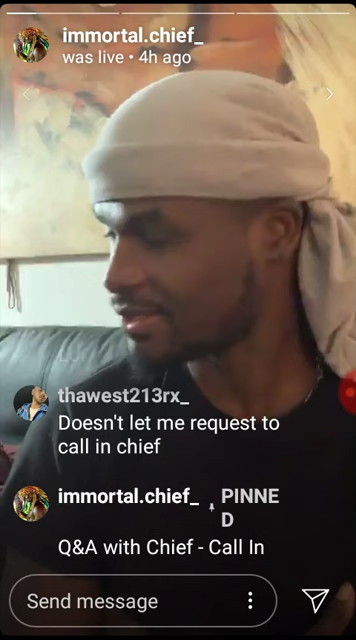 immortal.chief_
was live • 4h ago
thawest213rx_
Doesn't let me request to
call in chief
immortal.chief_ PINNE
D
Q&A with Chief - Call In
Send message